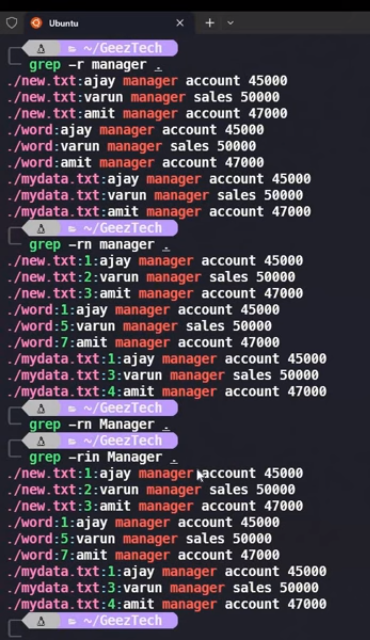 Ubuntu
~/GeezTech
grep -r manager .
./new.txt:ajay manager account 45000
./new.txt:varun manager sales 50000
./new.txt:amit manager account 47000
./word:ajay manager account 45000
./word:varun manager sales 50000
./word:amit manager account 47000
./mydata.txt:ajay manager account 45000
./mydata.txt:varun manager sales 50000
./mydata.txt:amit manager account 47000
~/GeezTech
grep -rn manager .
./new.txt:1:ajay manager account 45000
./new.txt:2:varun manager sales 50000
./new.txt:3:amit manager account 47000
./word:1:ajay manager account 45000
./word:5:varun manager sales 50000
./word:7:amit manager account 47000
./mydata.txt:1:ajay manager account 45000
./mydata.txt:3:varun manager sales 50000
./mydata.txt:4:amit manager account 47000
~/GeezTech
grep -rn Manager .
~/GeezTech
grep -rin Manager .
./new.txt:1:ajay manager account 45000
./new.txt:2:varun manager sales 50000
./new.txt:3:amit manager account 47000
./word:1:ajay manager account 45000
./word:5:varun manager sales 50000
./word:7:amit manager account 47000
./mydata.txt:1:ajay manager account 45000
./mydata.txt:3:varun manager sales 50000
./mydata.txt:4:amit manager account 47000
~/GeezTech